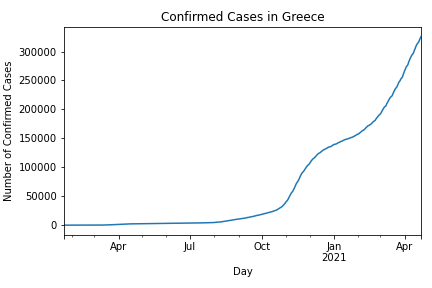 Confirmed Cases in Greece
Number of Confirmed Cases
300000
250000
200000
150000
100000
50000
0
Apr
Jul
Oct
Jan
2021
Apr
Day